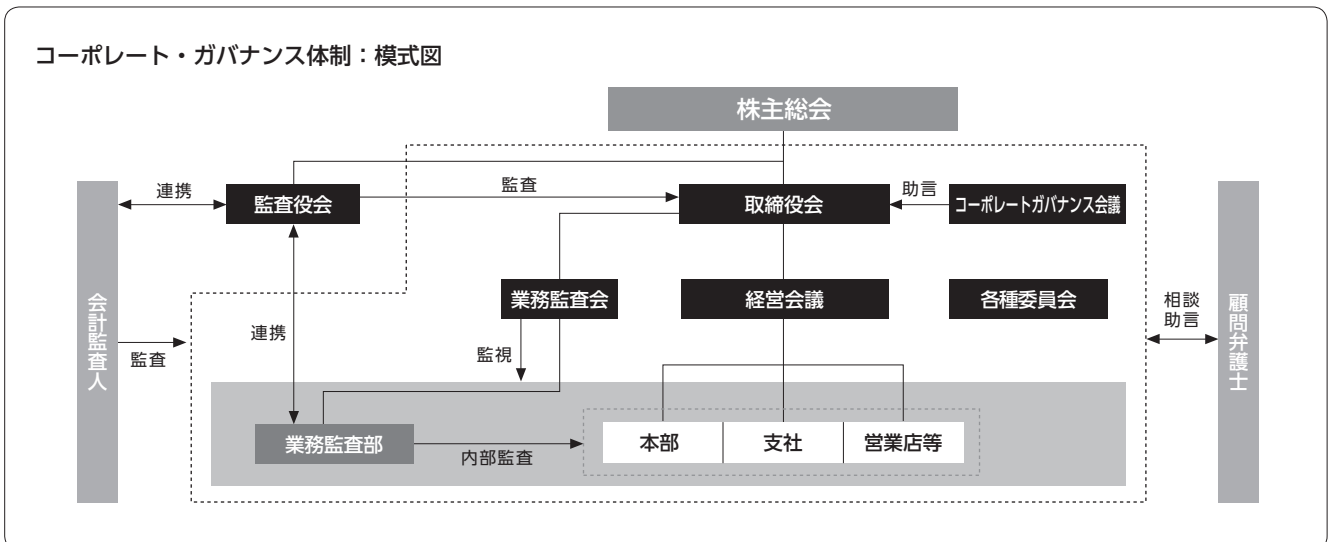 コーポレート・ガバナンス体制：模式図
株主総会
連携
監査役会
監査
取締役会
助言
コーポレートガバナンス会議
会計監査人
監査
業務監査会
経営会議
各種委員会
相談
助言
顧問弁護士
連携
監視
業務監査部
内部監査
本部
支社
営業店等